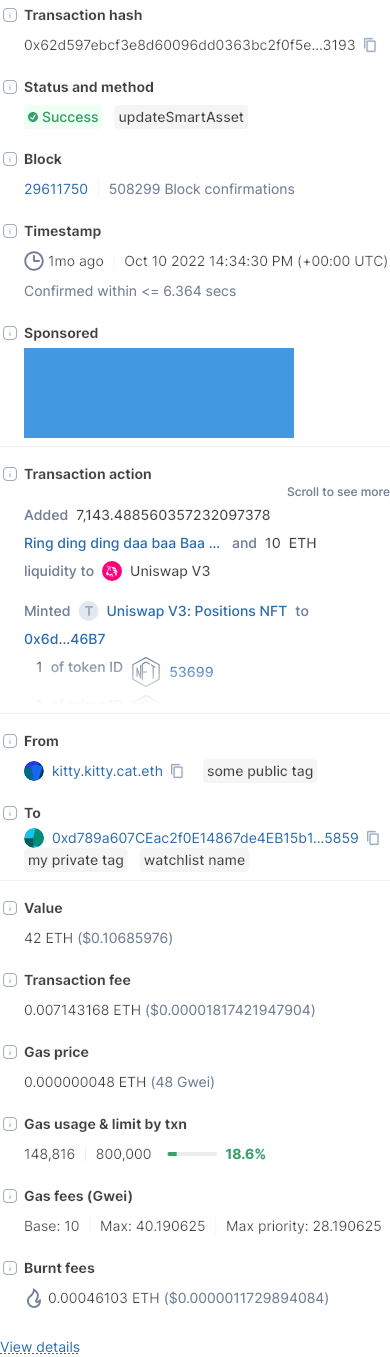 Transaction hash
0x62d597ebcf3e8d60096dd0363bc2f0f5e...3193
Status and method
Success updateSmartAsset
Block
29611750 508299 Block confirmations
Timestamp
1mo ago Oct 10 2022 14:34:30 PM (+00:00 UTC)
Confirmed within <= 6.364 secs
Sponsored
Transaction action
Scroll to see more
Added 7,143.488560357232097378
Ring ding ding daa baa Baa ... and 10 ETH
liquidity to Uniswap V3
Minted T Uniswap V3: Positions NFT to
0x6d...46B7
1 of token ID NFT 53699
From
kitty.kitty.cat.eth some public tag
To
0xd789a607CEac2f0E14867de4EB15b1...5859
my private tag watchlist name
Value
42 ETH ($0.10685976)
Transaction fee
0.007143168 ETH ($0.00001817421947904)
Gas price
0.000000048 ETH (48 Gwei)
Gas usage & limit by txn
148,816 800,000 18.6%
Gas fees (Gwei)
Base: 10 Max: 40.190625 Max priority: 28.190625
Burnt fees
0.00046103 ETH ($0.0000011729894084)
View details